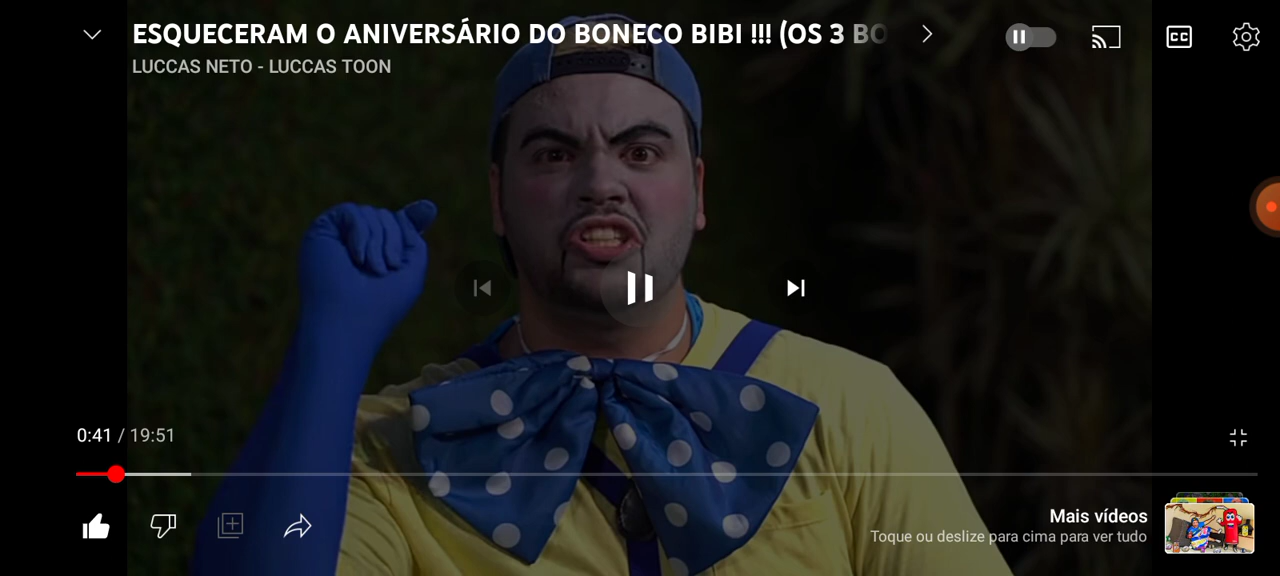 ESQUECERAM O ANIVERSÁRIO DO BONECO BIBI !!! (OS 3 BO
LUCCAS NETO - LUCCAS TOON
CC
0:41 / 19:51
Mais vídeos
Toque ou deslize para cima para ver tudo